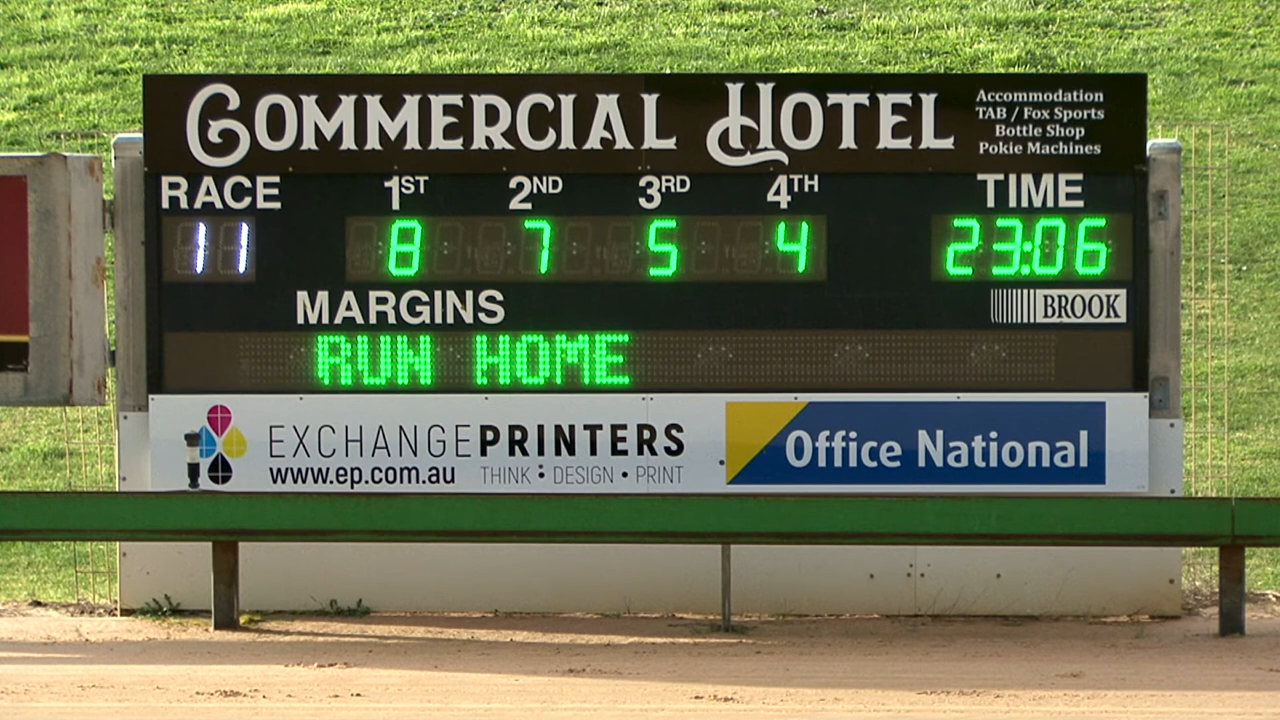 COMMERCIAL HOTEL
Accommodation
TAB / Fox Sports
Bottle Shop
Pokie Machines
RACE 1ST 2ND 3RD 4TH TIME
11 8 7 5 4 23:06
MARGINS
BROOK
RUN HOME
EXCHANGEPRINTERS
www.ep.com.au THINK • DESIGN • PRINT
Office National